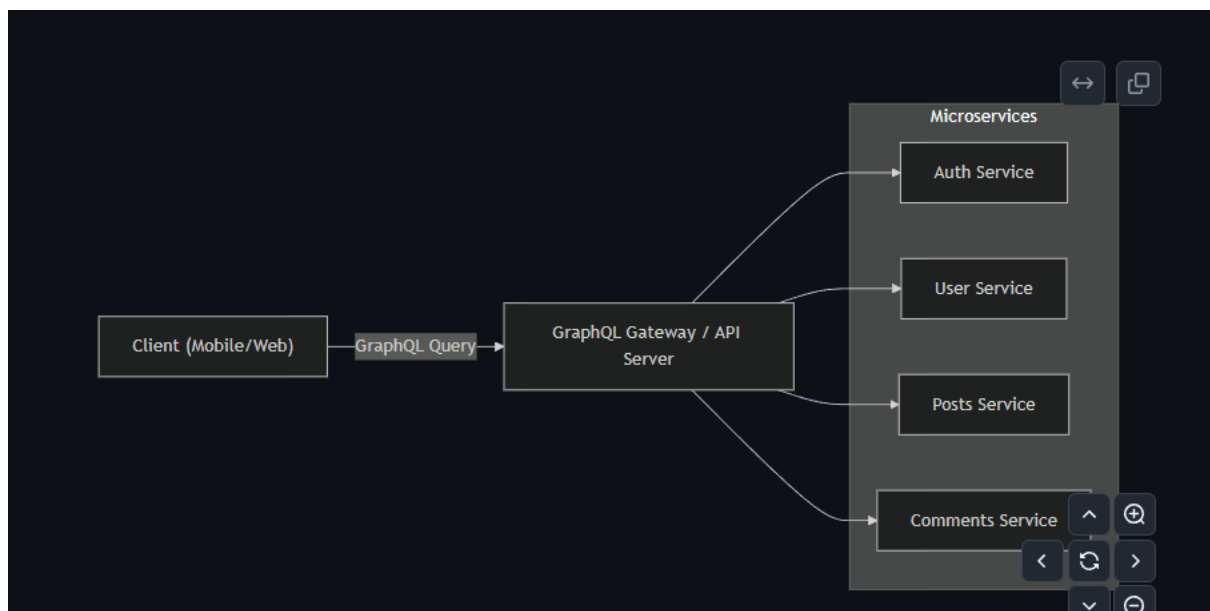 Microservices
Auth Service
User Service
Client (Mobile/Web)
GraphQL Query
GraphQL Gateway / API
Server
Posts Service
Comments Service